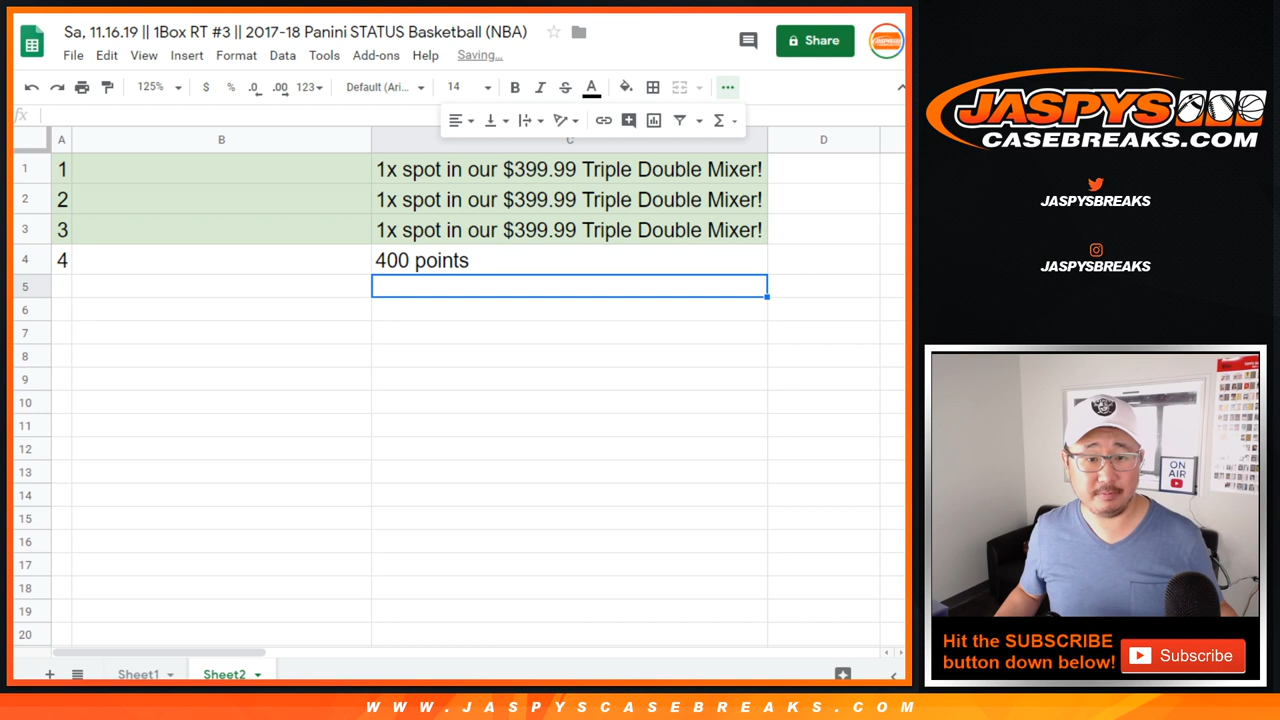 Sa, 11.16.19 || 1Box RT #3 || 2017-18 Panini STATUS Basketball (NBA)
File Edit View Insert Format Data Tools Add-ons Help Saving...
Share
125% $ % .0 .00 123 Default (Ari... 14 B I S A
fx
A B C D
1 1 1x spot in our $399.99 Triple Double Mixer!
2 2 1x spot in our $399.99 Triple Double Mixer!
3 3 1x spot in our $399.99 Triple Double Mixer!
4 4 400 points
5
6
7
8
9
10
11
12
13
14
15
16
17
18
19
20
Sheet1 Sheet2
JASPYS
CASEBREAKS.COM
JASPYSBREAKS
JASPYSBREAKS
ON
AIR
Hit the SUBSCRIBE
button down below!
Subscribe
WWW.JASPYSCASEBREAKS.COM